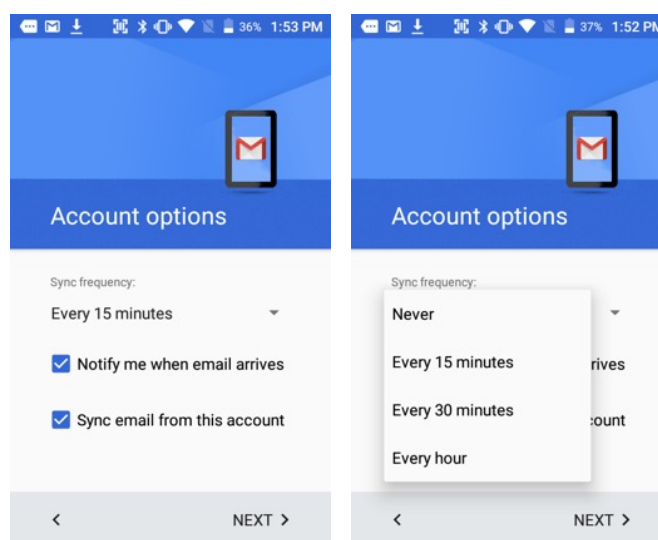 36% 1:53 PM
Account options
Sync frequency:
Every 15 minutes
Notify me when email arrives
Sync email from this account
NEXT
37% 1:52 PM
Account options
Sync frequency:
Never
Every 15 minutes
rives
Every 30 minutes
count
Every hour
NEXT